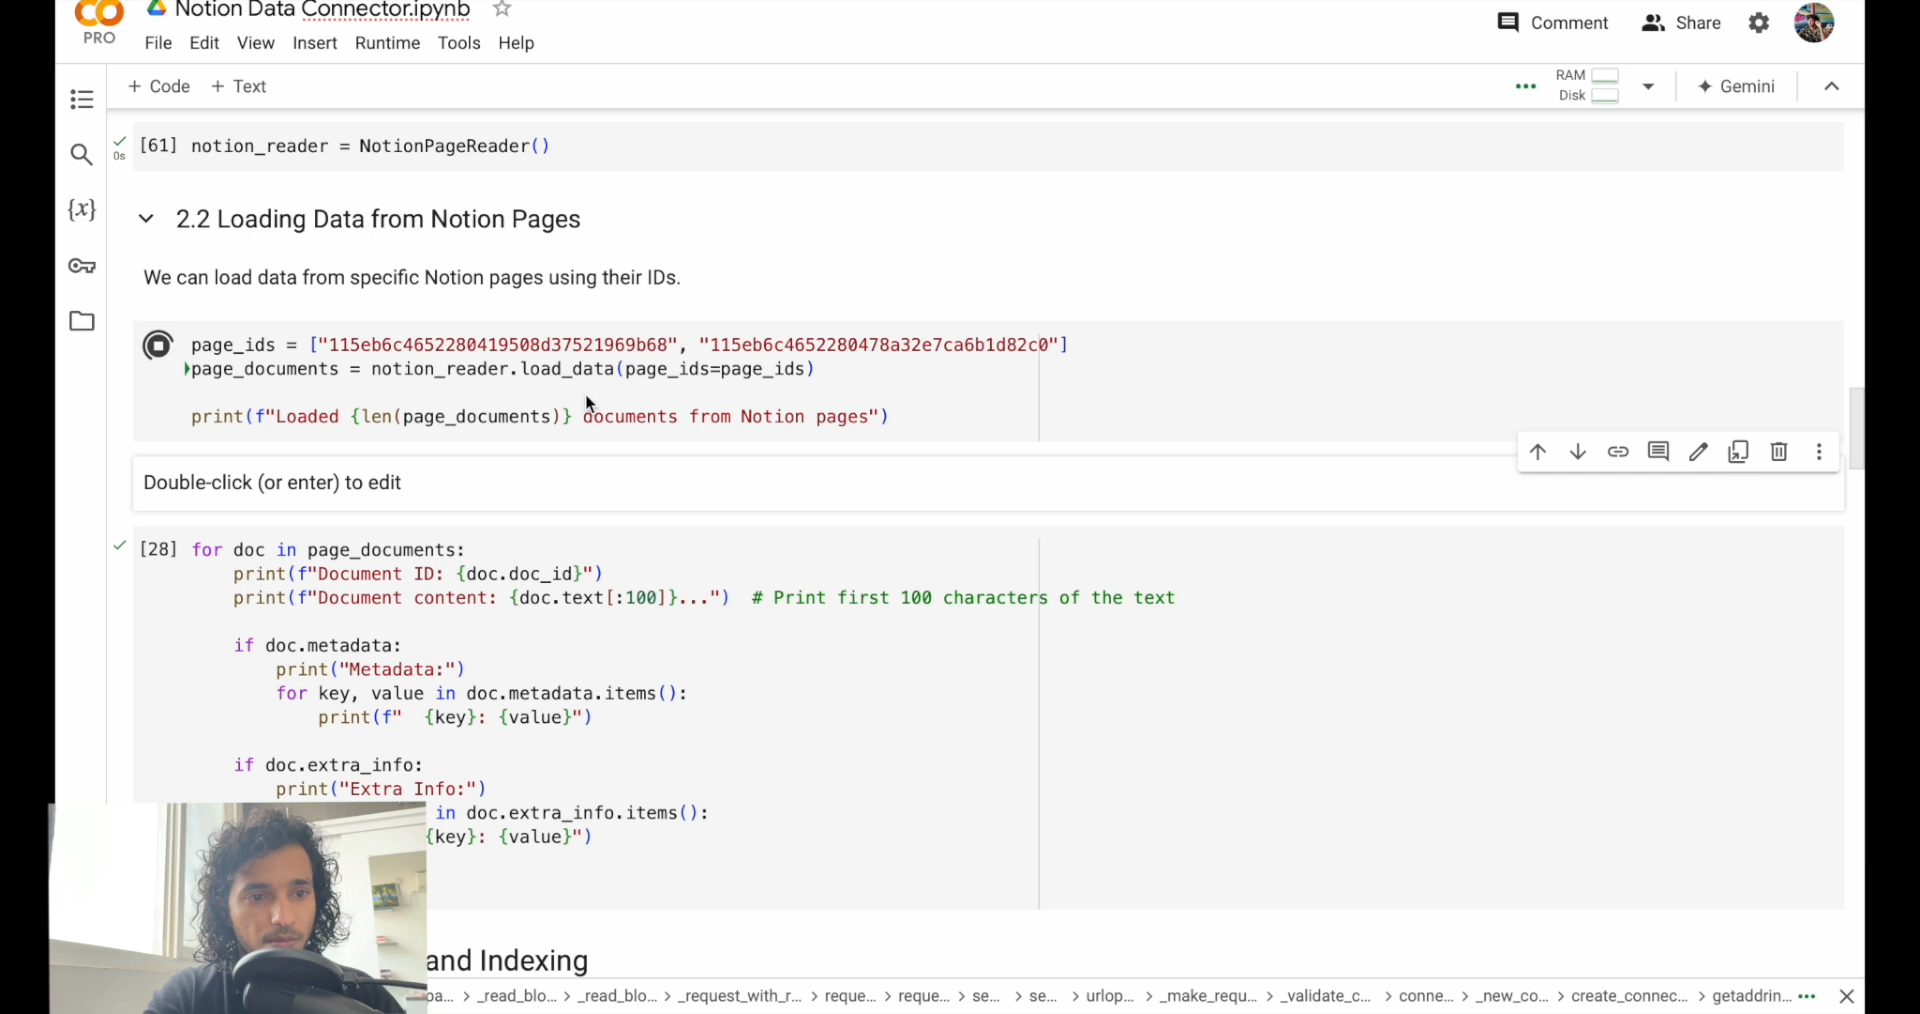 Notion Data Connector.ipynb
PRO
File Edit View Insert Runtime Tools Help
Comment Share
+ Code + Text
RAM
Disk
Gemini
[61] notion_reader = NotionPageReader()
0s
2.2 Loading Data from Notion Pages
{x}
We can load data from specific Notion pages using their IDs.
page_ids = ["115eb6c4652280419508d37521969b68", "115eb6c4652280478a32e7ca6b1d82c0"]
page_documents = notion_reader.load_data(page_ids=page_ids)
print(f"Loaded {len(page_documents)} documents from Notion pages")
Double-click (or enter) to edit
[28] for doc in page_documents:
print(f"Document ID: {doc.doc_id}")
print(f"Document content: {doc.text[:100]}...") # Print first 100 characters of the text
if doc.metadata:
print("Metadata:")
for key, value in doc.metadata.items():
print(f" {key}: {value}")
if doc.extra_info:
print("Extra Info:")
in doc.extra_info.items():
{key}: {value}")
and Indexing
pa... > _read_blo... > _read_blo... > _request_with_r... > reque... > reque... > se... > se... > urlop... > _make_requ... > _validate_c... > conne... > _new_co... > create_connec... > getaddrin...